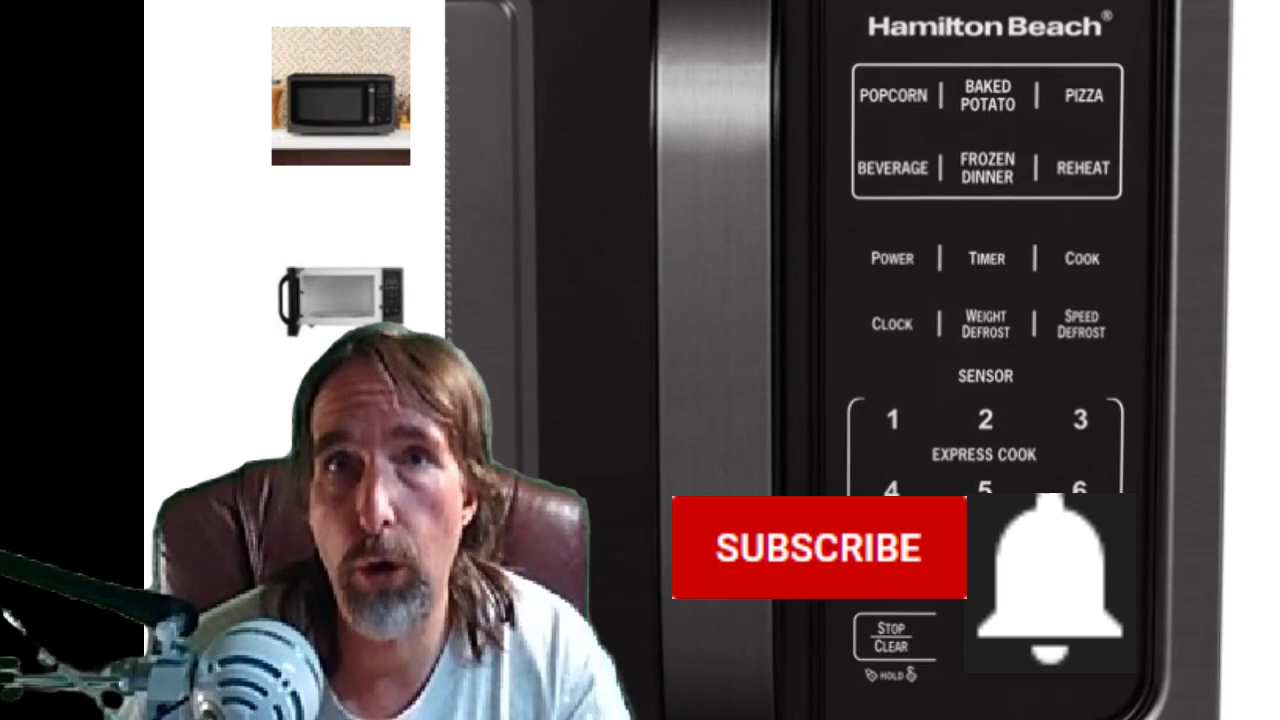 Hamilton Beach®
POPCORN | BAKED POTATO | PIZZA
BEVERAGE | FROZEN DINNER | REHEAT
POWER | TIMER | COOK
CLOCK | WEIGHT DEFROST | SPEED DEFROST
SENSOR
1 2 3
EXPRESS COOK
4 5 6
SUBSCRIBE
STOP
CLEAR
HOLD